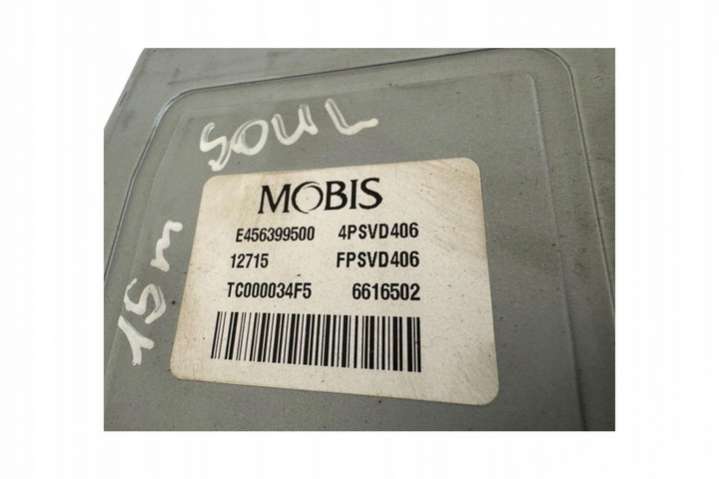 SOUL
15m
MOBIS
E456399500 4PSVD406
12715 FPSVD406
TC000034F5 6616502